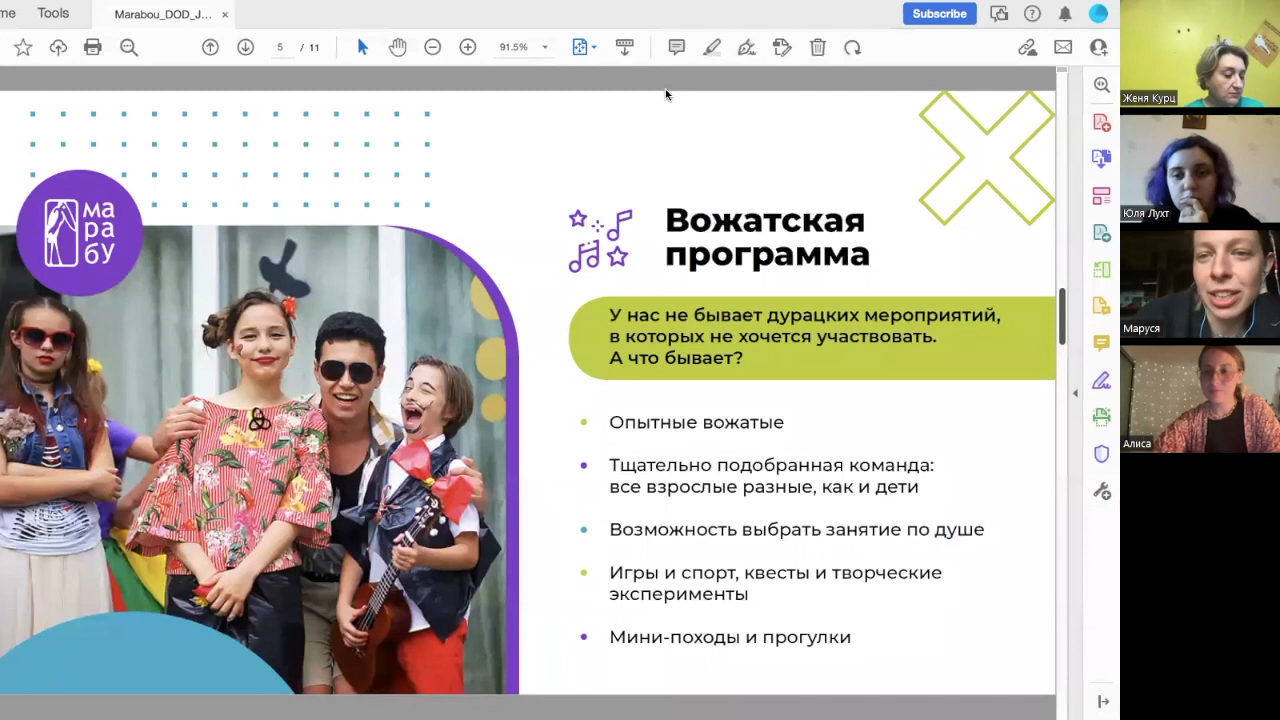 me
Tools
Marabou_DOD_J...
×
Subscribe
5
/ 11
91.5%
Женя Курц
Юля Лухт
Маруся
Алиса
ма
ра
бу
Вожатская
программа
У нас не бывает дурацких мероприятий,
в которых не хочется участвовать.
А что бывает?
• Опытные вожатые
• Тщательно подобранная команда:
все взрослые разные, как и дети
• Возможность выбрать занятие по душе
• Игры и спорт, квесты и творческие
эксперименты
• Мини-походы и прогулки